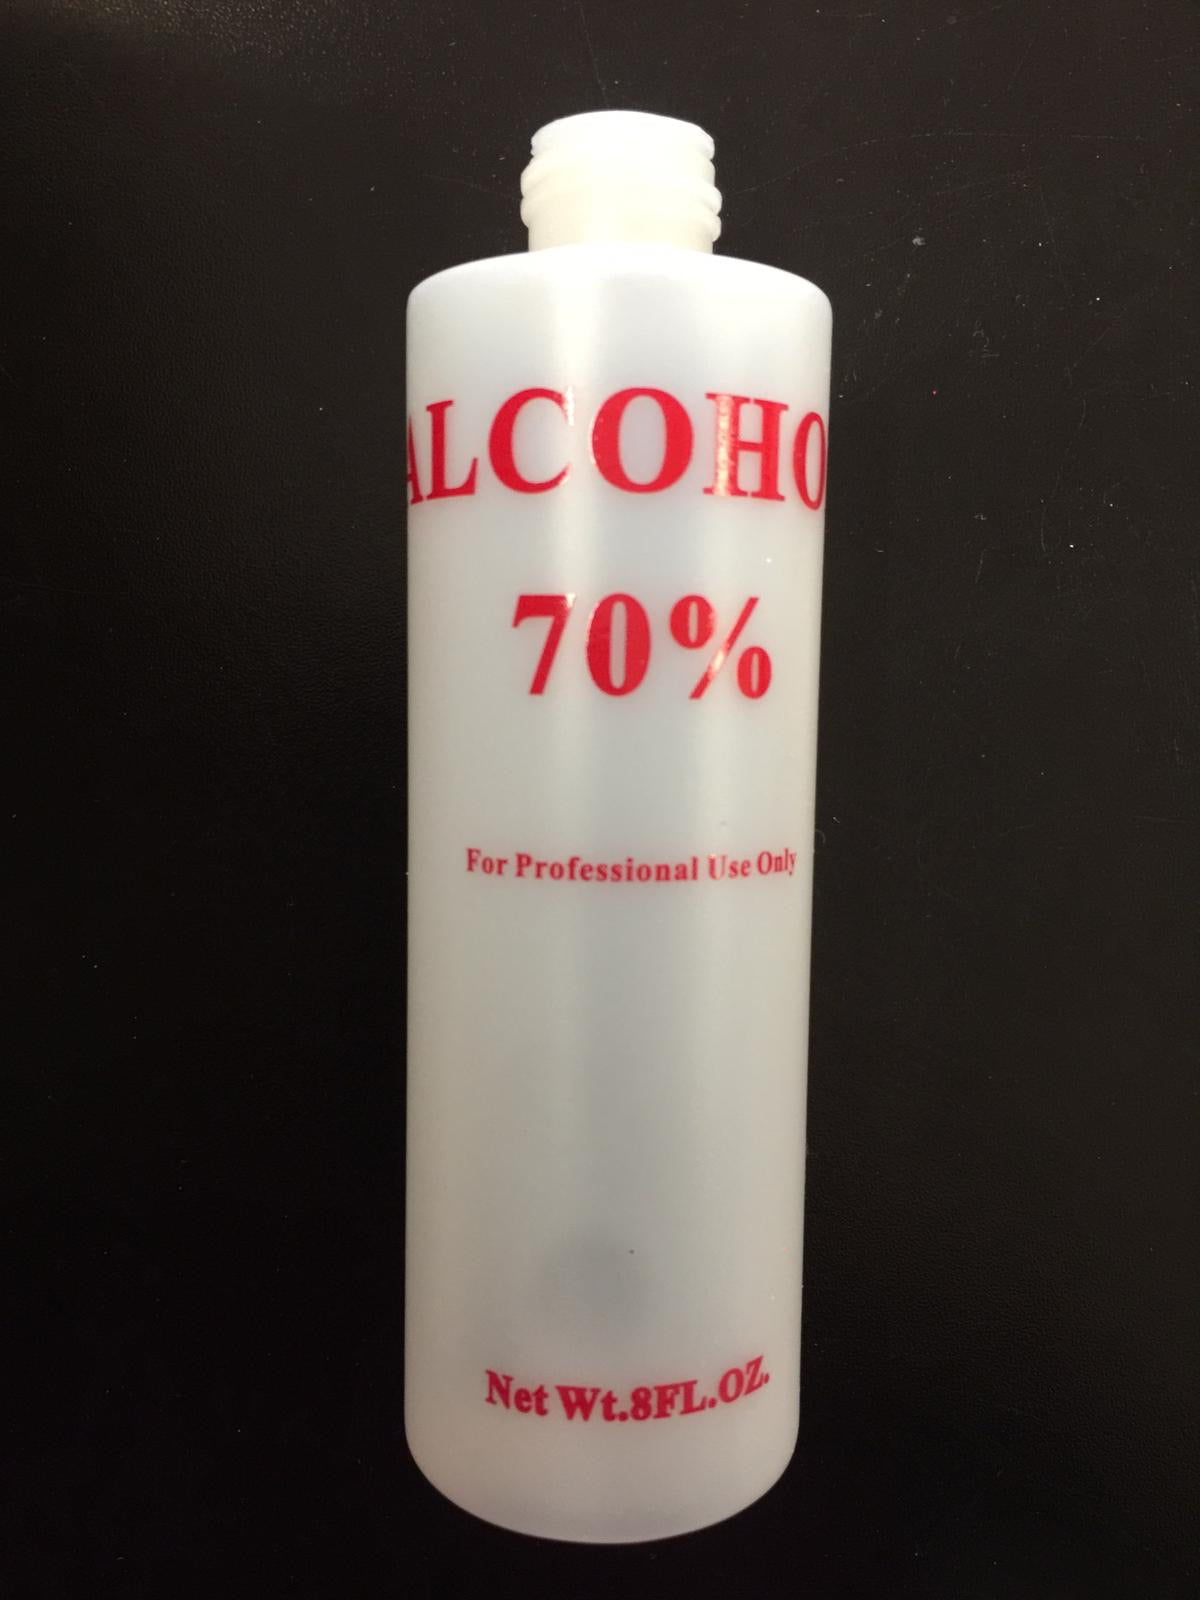 ALCOHO
70%
For Professional Use Only
Net Wt.8FL.OZ.